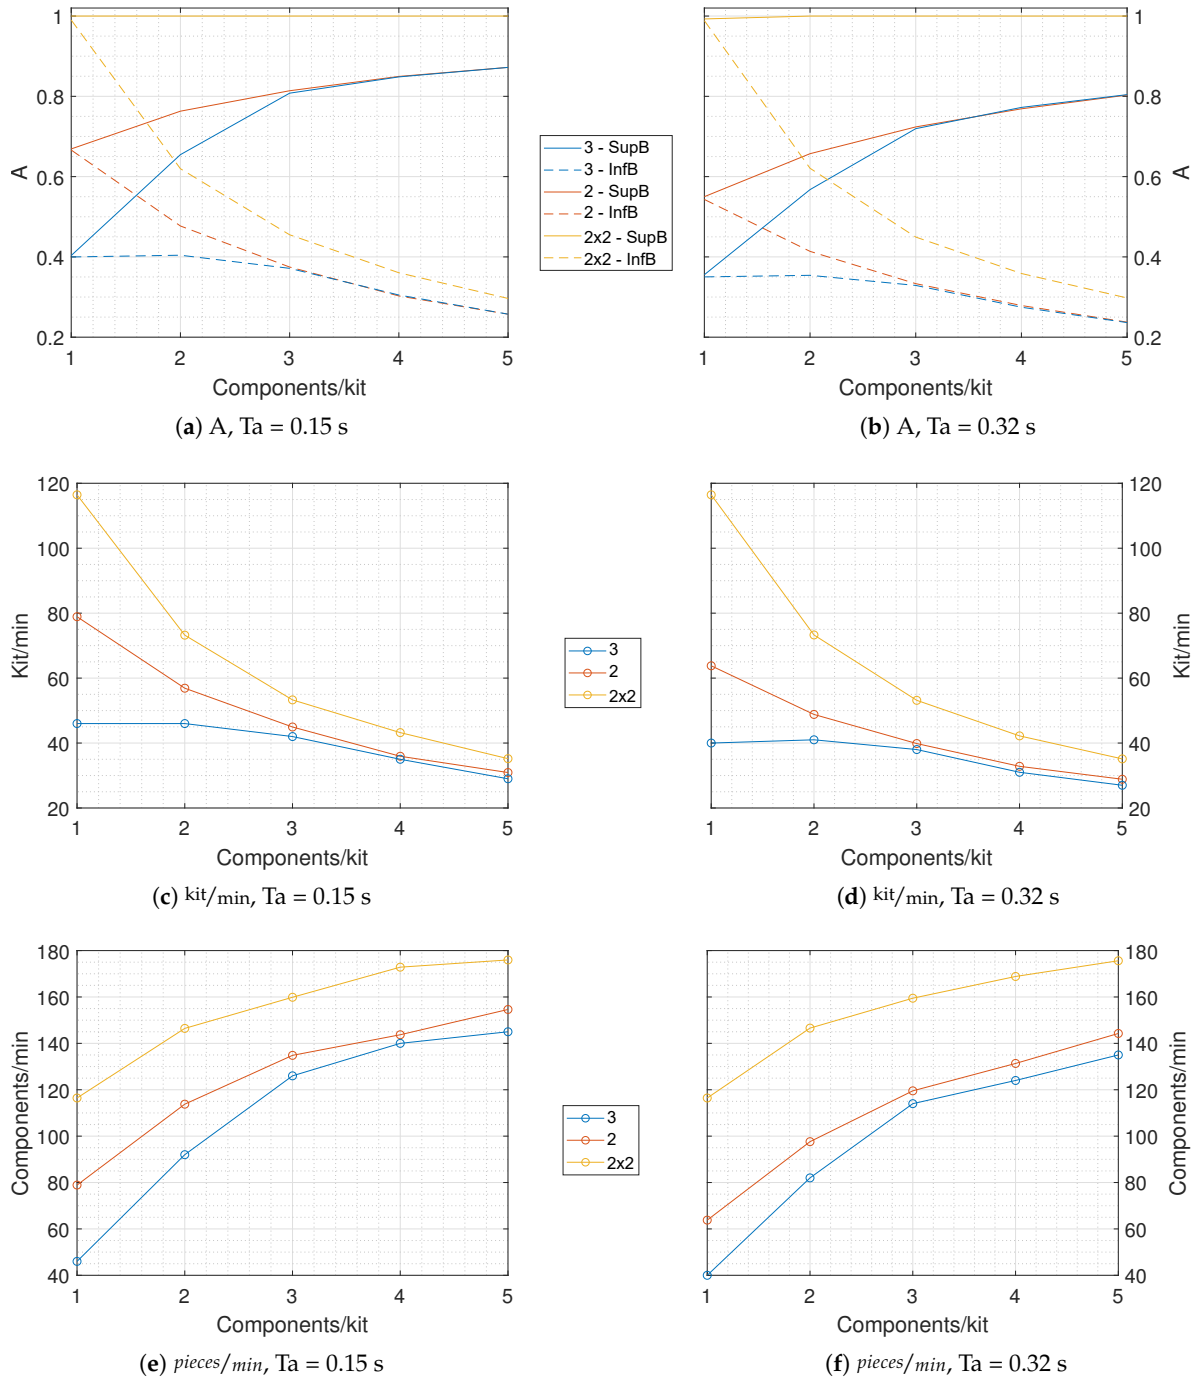 1
0.8
0.6
0.4
0.2
A
1 2 3 4 5
Components/kit
(a) A, Ta = 0.15 s
3 - SupB
3 - InfB
2 - SupB
2 - InfB
2x2 - SupB
2x2 - InfB
1
0.8
0.6
0.4
0.2
A
1 2 3 4 5
Components/kit
(b) A, Ta = 0.32 s
120
100
80
60
40
20
Kit/min
1 2 3 4 5
Components/kit
(c) kit/min, Ta = 0.15 s
3
2
2x2
120
100
80
60
40
20
Kit/min
1 2 3 4 5
Components/kit
(d) kit/min, Ta = 0.32 s
180
160
140
120
100
80
60
40
Components/min
1 2 3 4 5
Components/kit
(e) pieces/min, Ta = 0.15 s
3
2
2x2
180
160
140
120
100
80
60
40
Components/min
1 2 3 4 5
Components/kit
(f) pieces/min, Ta = 0.32 s